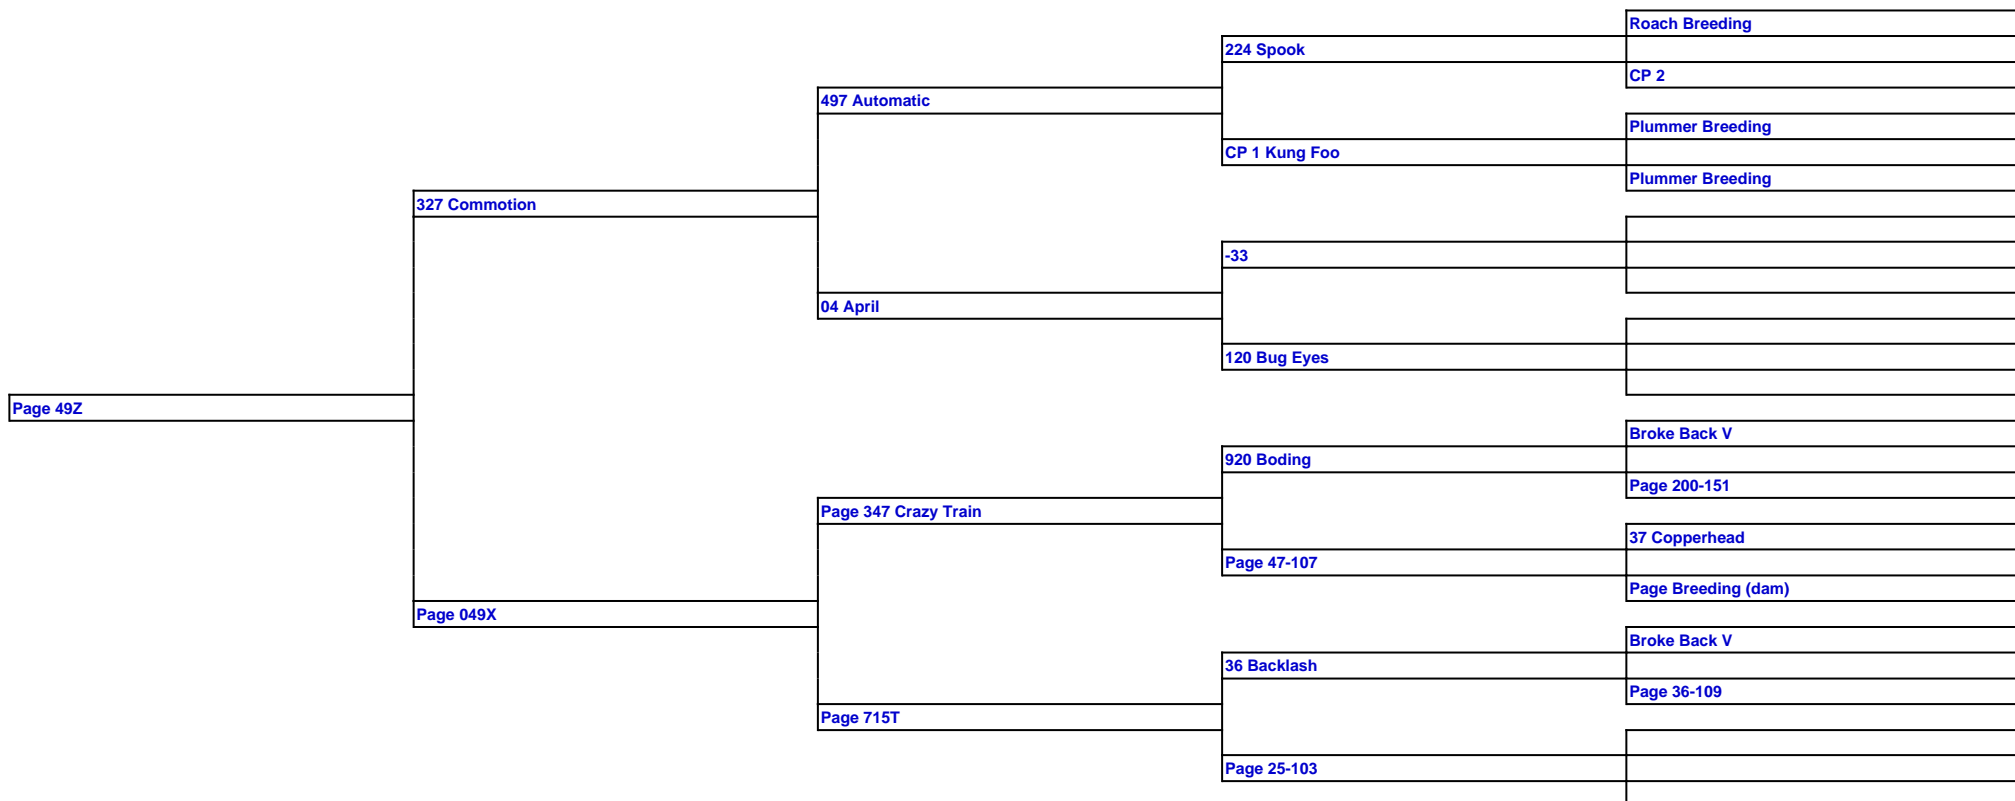 Roach Breeding
224 Spook
CP 2
497 Automatic
Plummer Breeding
CP 1 Kung Foo
Plummer Breeding
327 Commotion
-33
04 April
120 Bug Eyes
Page 49Z
Broke Back V
920 Boding
Page 200-151
Page 347 Crazy Train
37 Copperhead
Page 47-107
Page Breeding (dam)
Page 049X
Broke Back V
36 Backlash
Page 36-109
Page 715T
Page 25-103